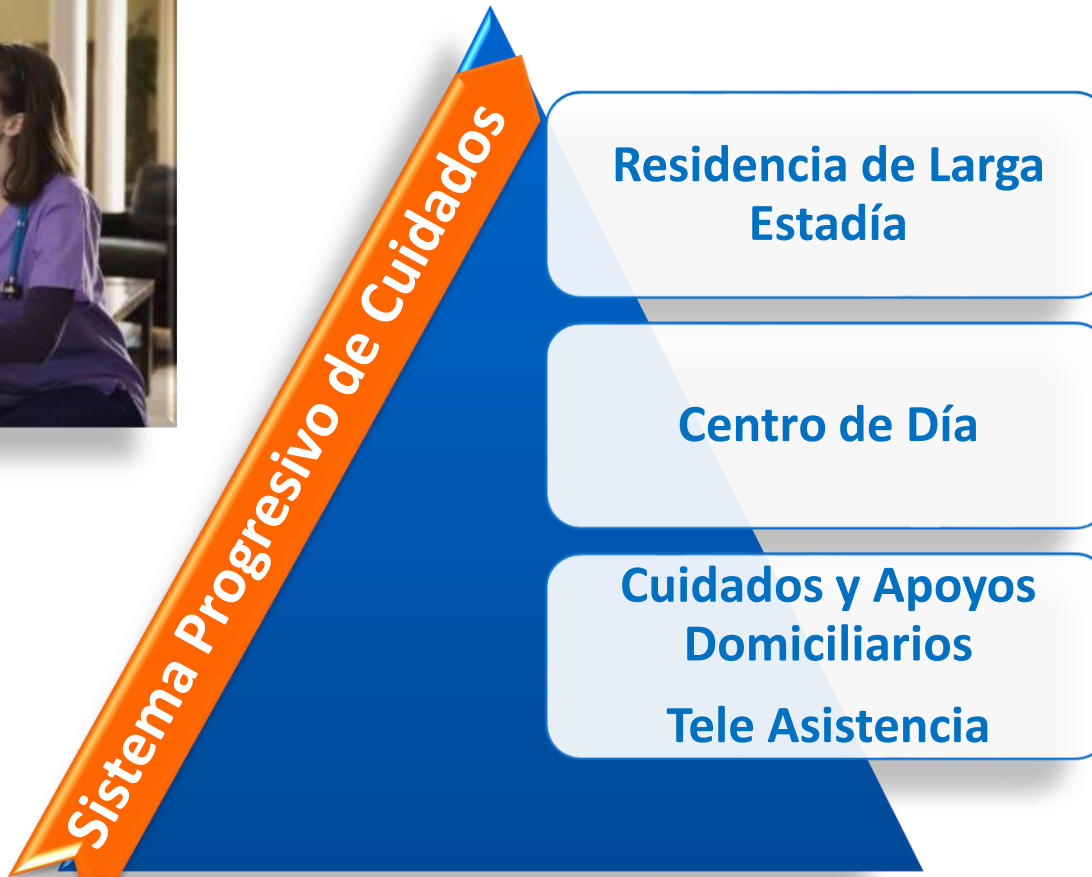 Sistema Progresivo de Cuidados
Residencia de Larga
Estadía
Centro de Día
Cuidados y Apoyos
Domiciliarios
Tele Asistencia